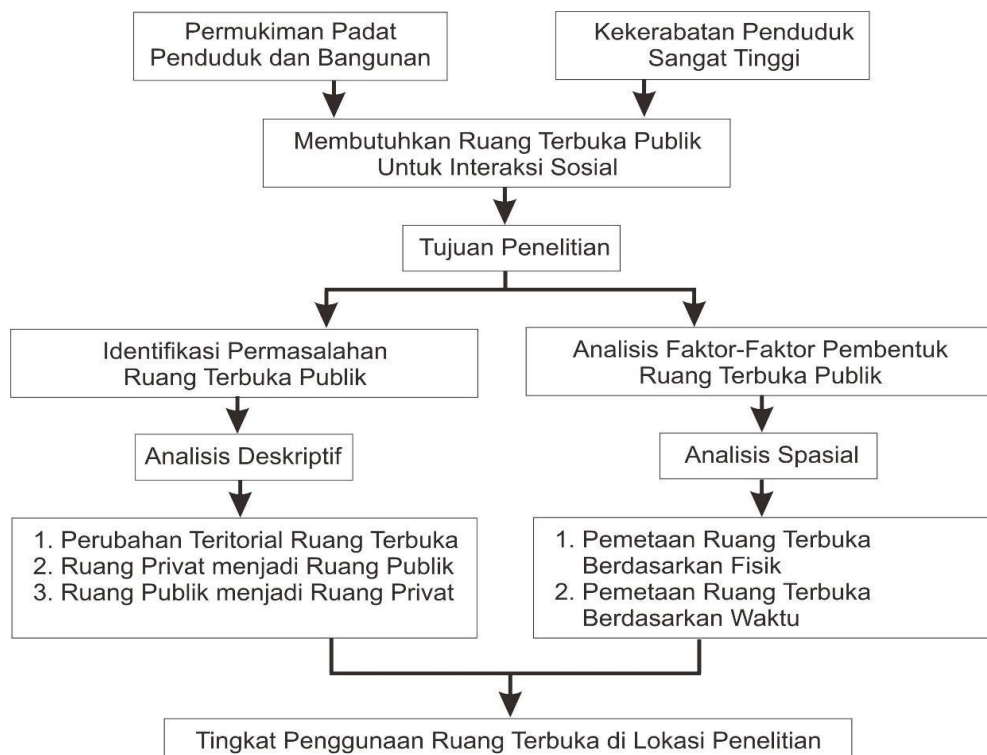 Permukiman Padat
Penduduk dan Bangunan
Kekerabatan Penduduk
Sangat Tinggi
Membutuhkan Ruang Terbuka Publik
Untuk Interaksi Sosial
Tujuan Penelitian
Identifikasi Permasalahan
Ruang Terbuka Publik
Analisis Faktor-Faktor Pembentuk
Ruang Terbuka Publik
Analisis Deskriptif
Analisis Spasial
1. Perubahan Teritorial Ruang Terbuka
2. Ruang Privat menjadi Ruang Publik
3. Ruang Publik menjadi Ruang Privat
1. Pemetaan Ruang Terbuka
Berdasarkan Fisik
2. Pemetaan Ruang Terbuka
Berdasarkan Waktu
Tingkat Penggunaan Ruang Terbuka di Lokasi Penelitian